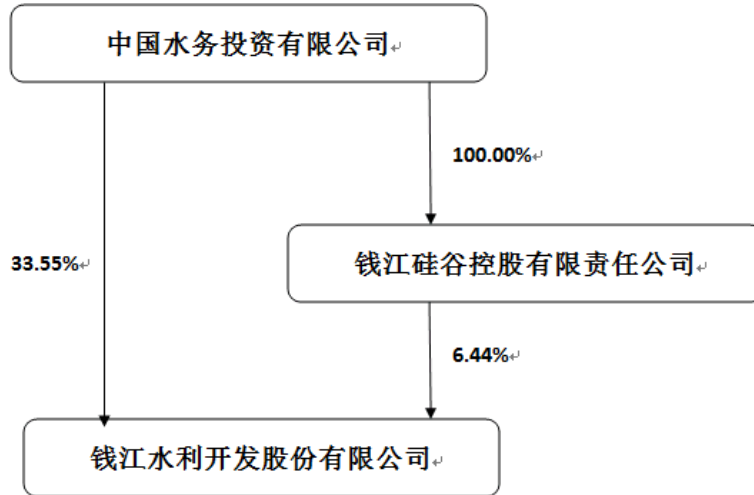 中国水务投资有限公司
100.00%
33.55%
钱江硅谷控股有限责任公司
6.44%
钱江水利开发股份有限公司